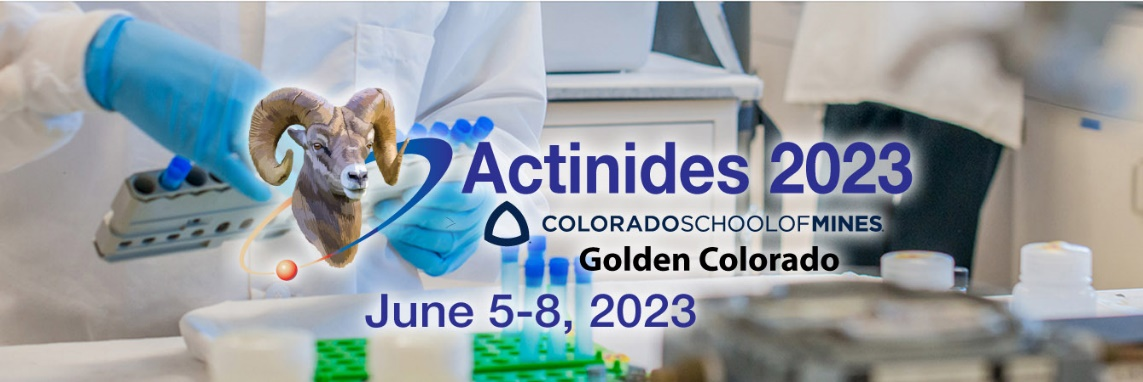 Actinides 2023
COLORADOSCHOOLOFMINES
Golden Colorado
June 5-8, 2023